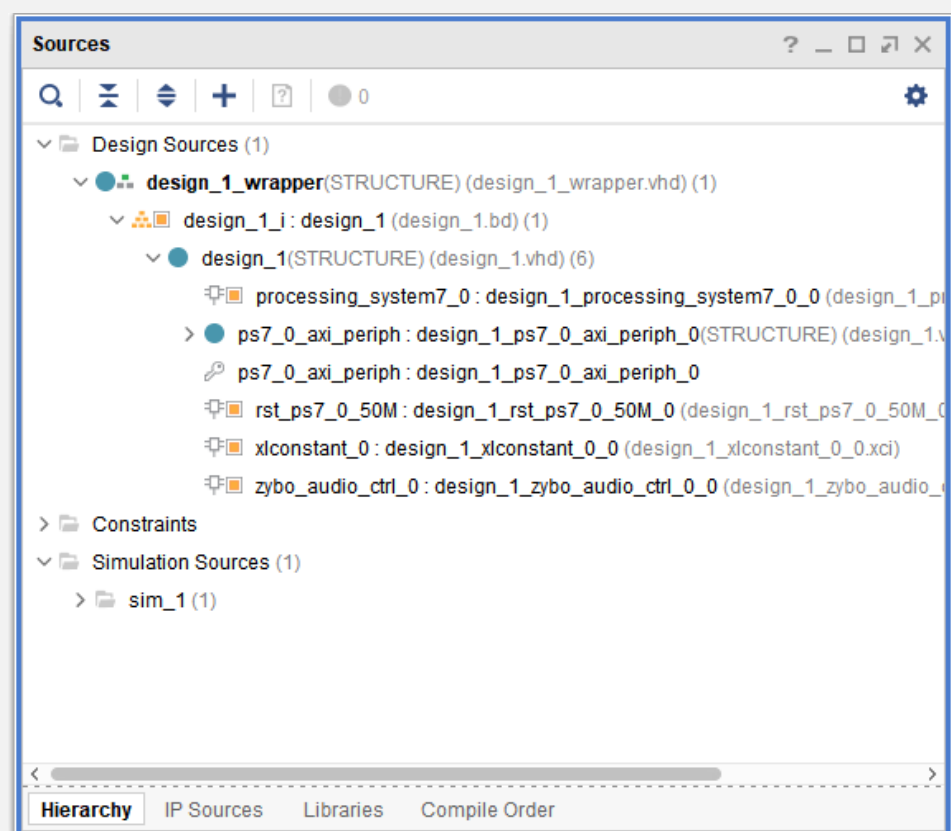 Sources
0
Design Sources (1)
design_1_wrapper(STRUCTURE) (design_1_wrapper.vhd) (1)
design_1_i : design_1 (design_1.bd) (1)
design_1(STRUCTURE) (design_1.vhd) (6)
processing_system7_0 : design_1_processing_system7_0_0 (design_1_p
ps7_0_axi_periph : design_1_ps7_0_axi_periph_0(STRUCTURE) (design_1.v
ps7_0_axi_periph : design_1_ps7_0_axi_periph_0
rst_ps7_0_50M : design_1_rst_ps7_0_50M_0 (design_1_rst_ps7_0_50M_0
xlconstant_0 : design_1_xlconstant_0_0 (design_1_xlconstant_0_0.xci)
zybo_audio_ctrl_0 : design_1_zybo_audio_ctrl_0_0 (design_1_zybo_audio_
Constraints
Simulation Sources (1)
sim_1 (1)
Hierarchy IP Sources Libraries Compile Order